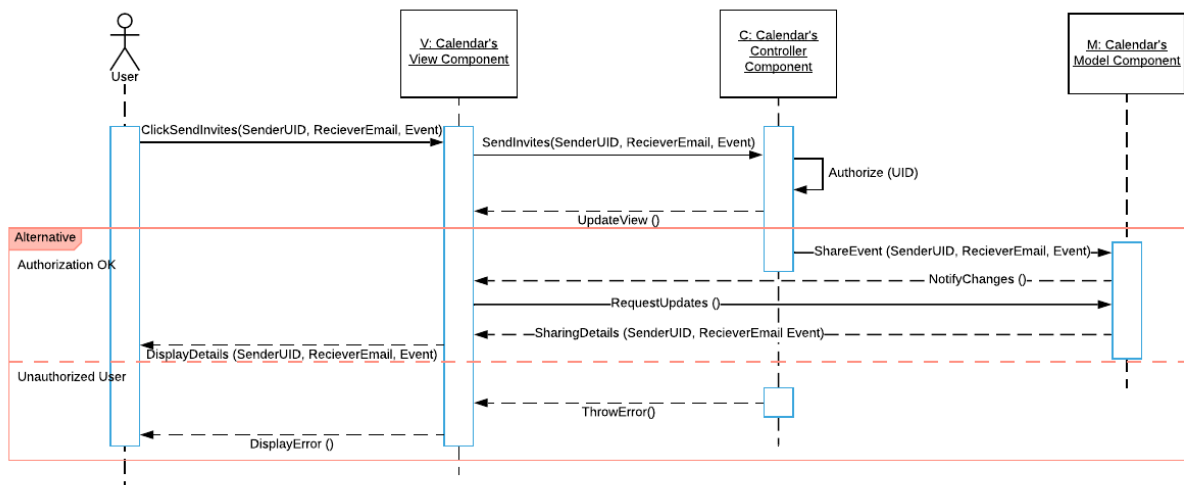 V: Calendar's
View Component
C: Calendar's
Controller
Component
M: Calendar's
Model Component
User
ClickSendInvites(SenderUID, RecieverEmail, Event)
SendInvites(SenderUID, RecieverEmail, Event)
Authorize (UID)
UpdateView ()
Alternative
Authorization OK
ShareEvent (SenderUID, RecieverEmail, Event)
NotifyChanges ()
RequestUpdates ()
SharingDetails (SenderUID, RecieverEmail Event)
DisplayDetails (SenderUID, RecieverEmail, Event)
Unauthorized User
ThrowError()
DisplayError ()